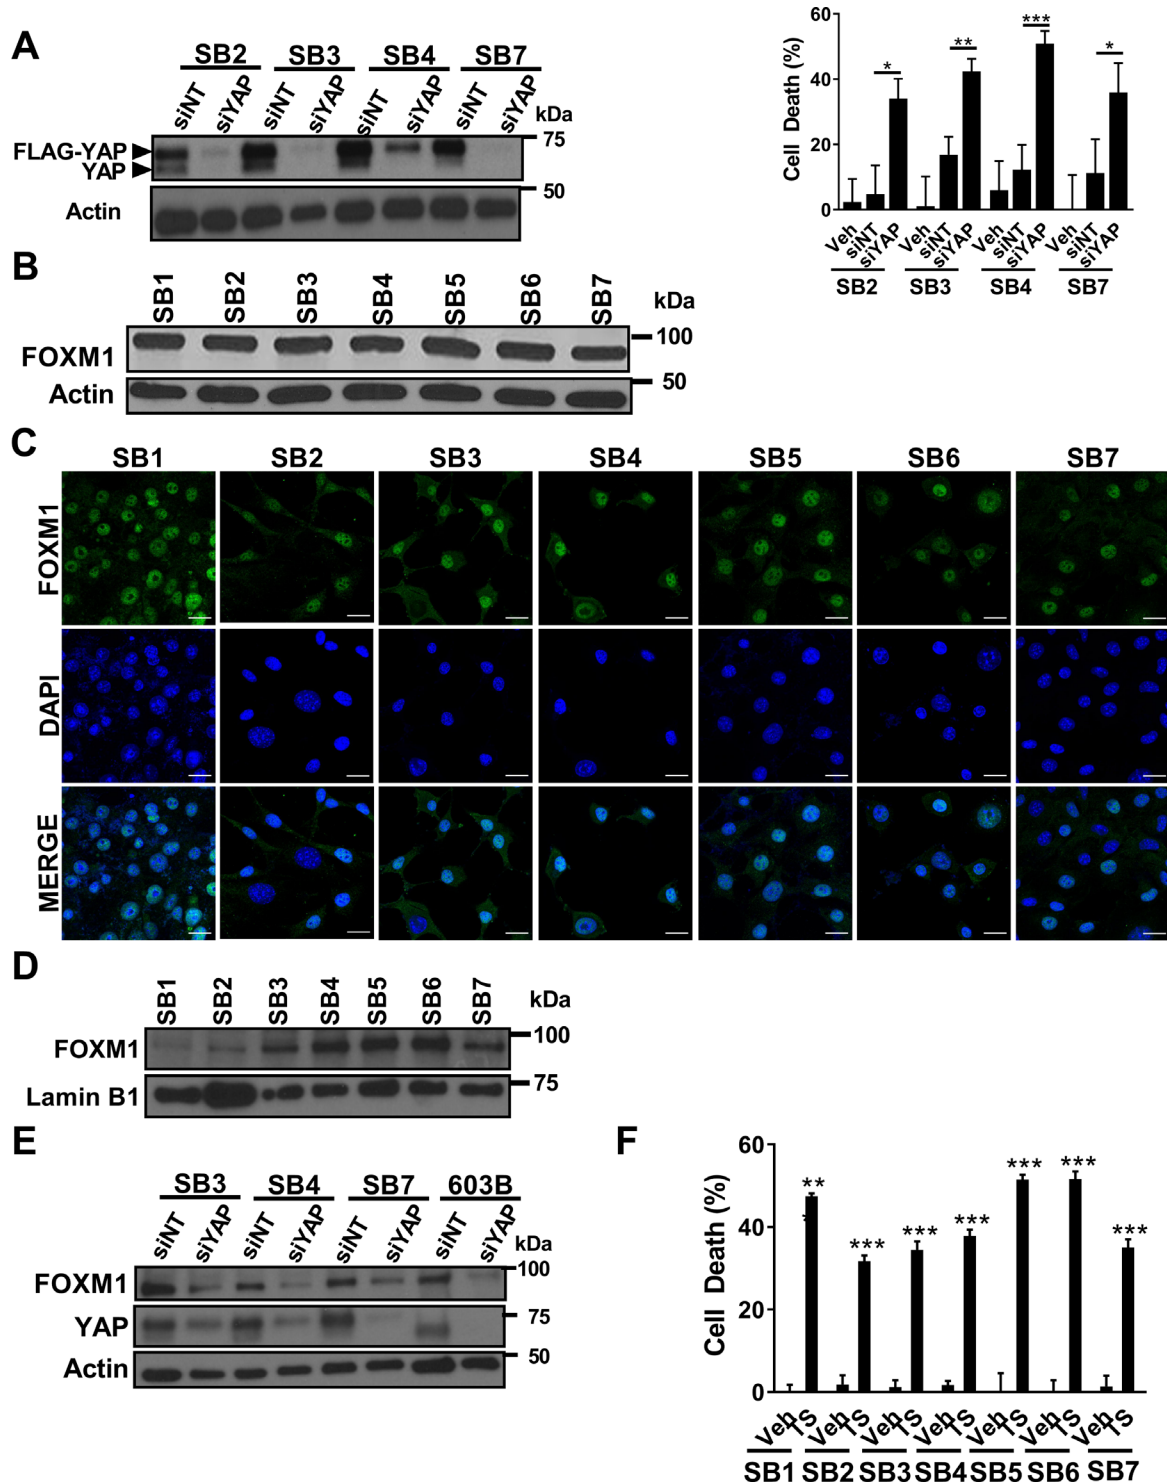 A
SB2 SB3 SB4 SB7
siNT siYAP siNT siYAP siNT siYAP siNT siYAP
kDa
FLAG-YAP
YAP
75
50
Actin
Cell Death (%)
60
40
20
0
* ** *** *
Veh siNT siYAP Veh siNT siYAP Veh siNT siYAP Veh siNT siYAP
SB2 SB3 SB4 SB7
B
SB1 SB2 SB3 SB4 SB5 SB6 SB7
kDa
FOXM1
100
Actin
50
C
SB1 SB2 SB3 SB4 SB5 SB6 SB7
FOXM1
DAPI
MERGE
D
SB1 SB2 SB3 SB4 SB5 SB6 SB7
kDa
FOXM1
100
Lamin B1
75
E
SB3 SB4 SB7 603B
siNT siYAP siNT siYAP siNT siYAP siNT siYAP
kDa
FOXM1
100
YAP
75
Actin
50
F
Cell Death (%)
60
40
20
0
** * *** *** *** *** *** ***
Veh TS Veh TS Veh TS Veh TS Veh TS Veh TS Veh TS
SB1 SB2 SB3 SB4 SB5 SB6 SB7